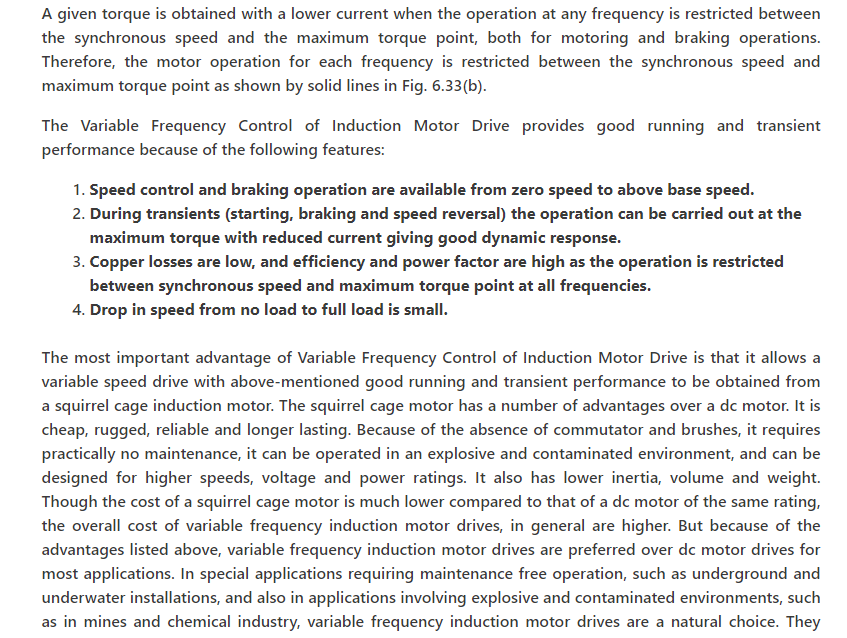 A given torque is obtained with a lower current when the operation at any frequency is restricted between
the synchronous speed and the maximum torque point, both for motoring and braking operations.
Therefore, the motor operation for each frequency is restricted between the synchronous speed and
maximum torque point as shown by solid lines in Fig. 6.33(b).
The Variable Frequency Control of Induction Motor Drive provides good running and transient
performance because of the following features:
1. Speed control and braking operation are available from zero speed to above base speed.
2. During transients (starting, braking and speed reversal) the operation can be carried out at the
maximum torque with reduced current giving good dynamic response.
3. Copper losses are low, and efficiency and power factor are high as the operation is restricted
between synchronous speed and maximum torque point at all frequencies.
4. Drop in speed from no load to full load is small.
The most important advantage of Variable Frequency Control of Induction Motor Drive is that it allows a
variable speed drive with above-mentioned good running and transient performance to be obtained from
a squirrel cage induction motor. The squirrel cage motor has a number of advantages over a dc motor. It is
cheap, rugged, reliable and longer lasting. Because of the absence of commutator and brushes, it requires
practically no maintenance, it can be operated in an explosive and contaminated environment, and can be
designed for higher speeds, voltage and power ratings. It also has lower inertia, volume and weight.
Though the cost of a squirrel cage motor is much lower compared to that of a dc motor of the same rating,
the overall cost of variable frequency induction motor drives, in general are higher. But because of the
advantages listed above, variable frequency induction motor drives are preferred over dc motor drives for
most applications. In special applications requiring maintenance free operation, such as underground and
underwater installations, and also in applications involving explosive and contaminated environments, such
as in mines and chemical industry, variable frequency induction motor drives are a natural choice. They